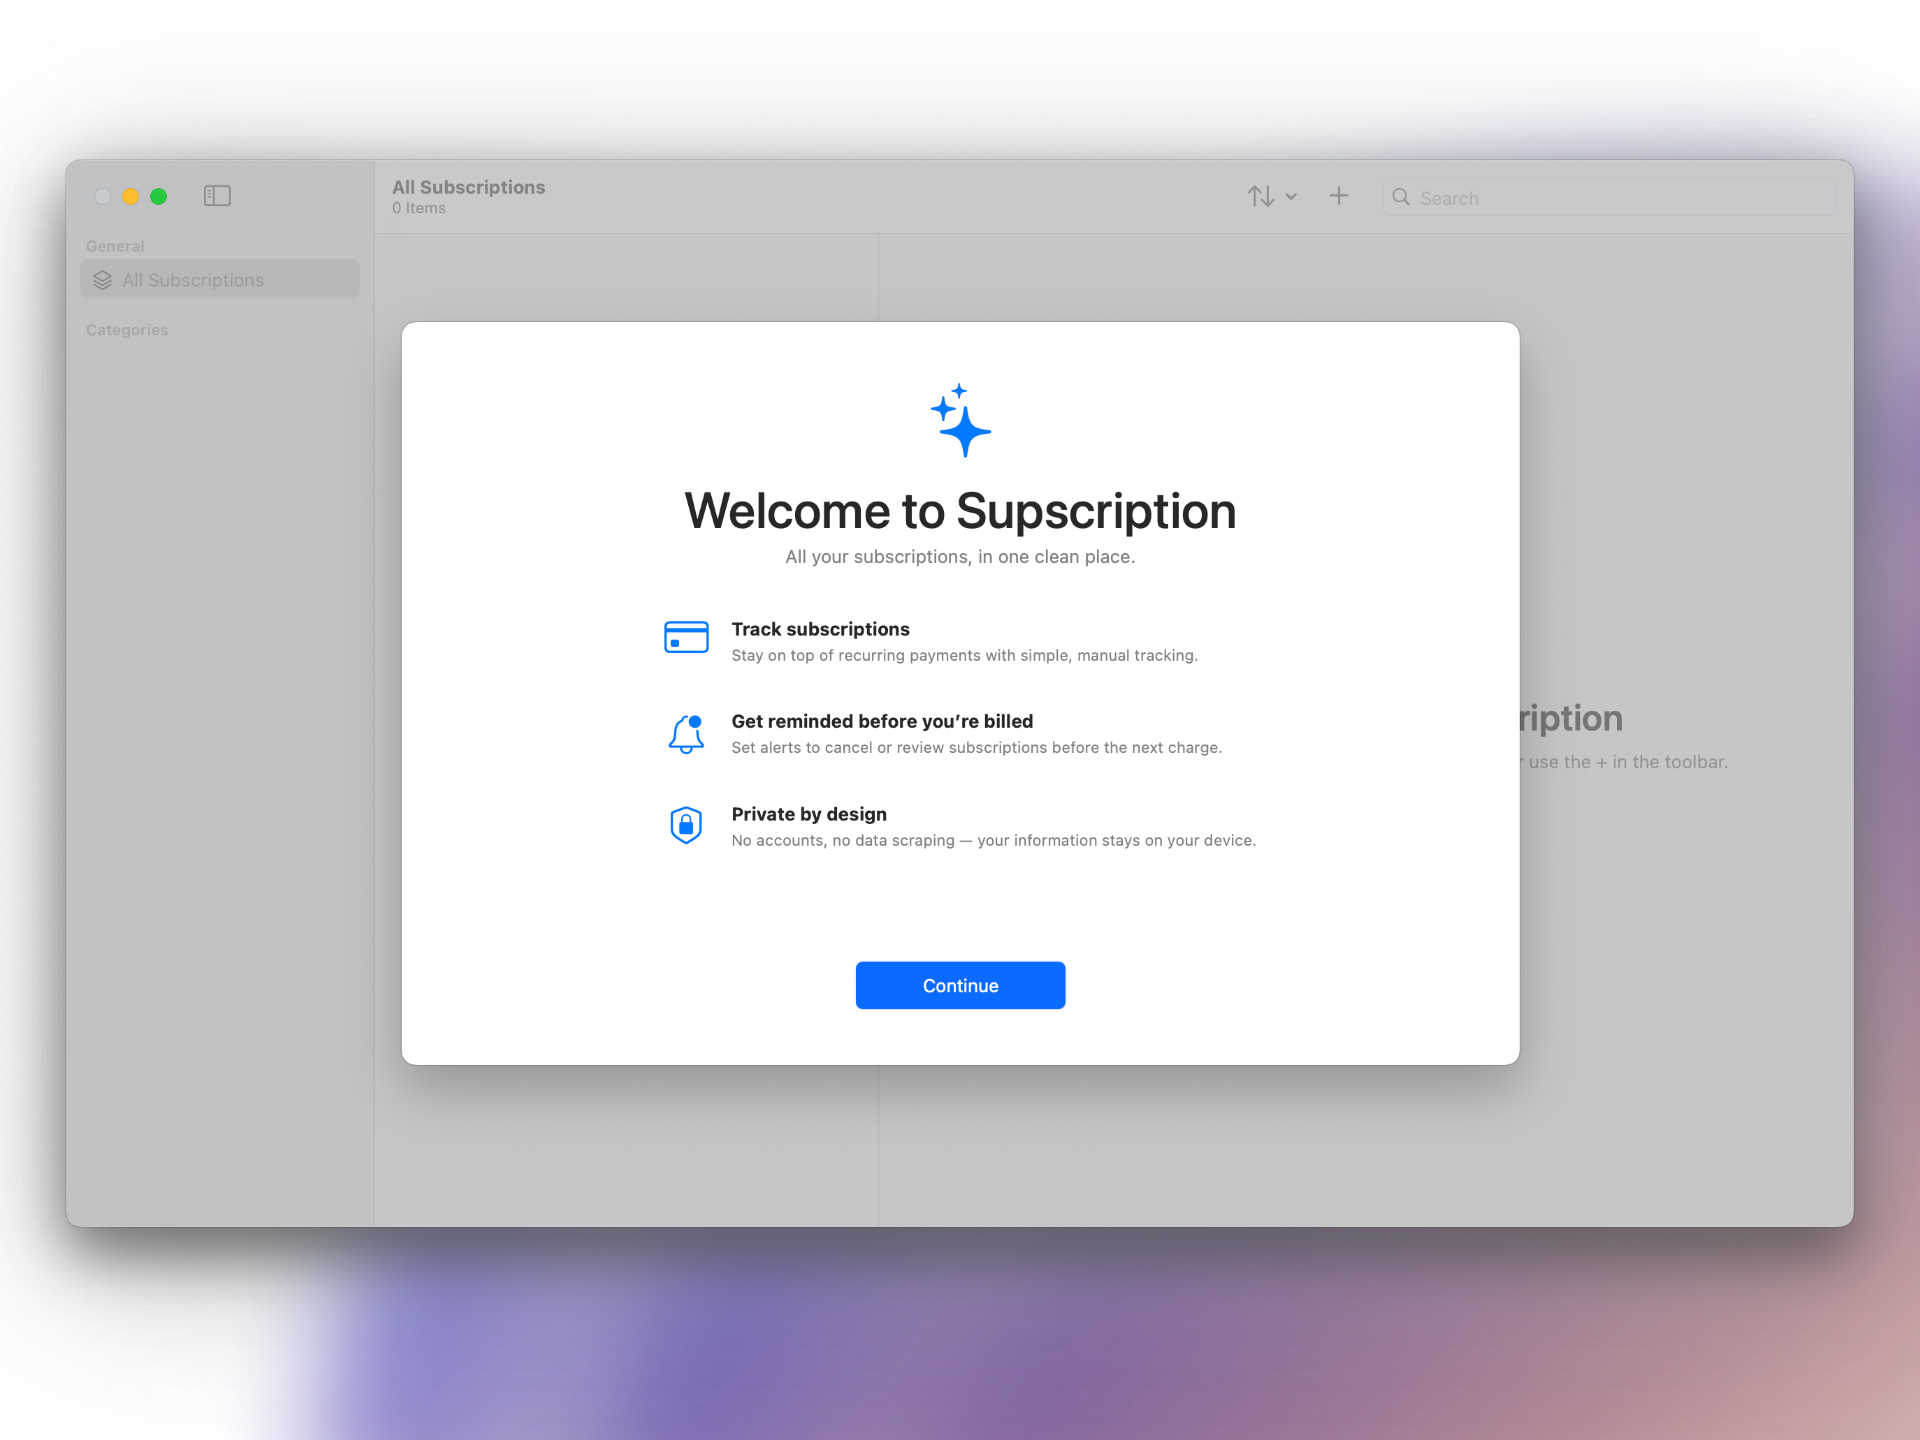 All Subscriptions
0 Items
Search
General
All Subscriptions
Categories
Welcome to Supscription
All your subscriptions, in one clean place.
Track subscriptions
Stay on top of recurring payments with simple, manual tracking.
Get reminded before you’re billed
Set alerts to cancel or review subscriptions before the next charge.
Private by design
No accounts, no data scraping — your information stays on your device.
Continue
use the + in the toolbar.